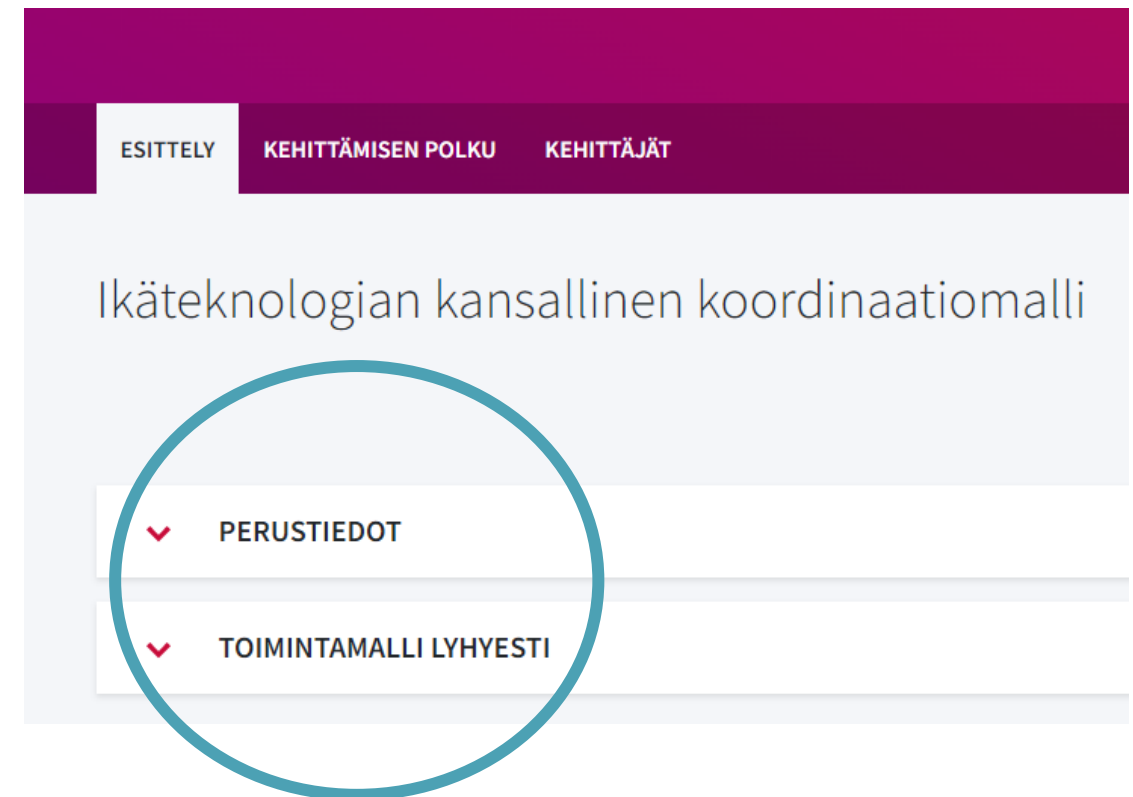 ESITTELY KEHITTÄMISEN POLKU KEHITTÄJÄT
Ikäteknologian kansallinen koordinaatiomalli
PERUSTIEDOT
TOIMINTAMALLI LYHYESTI